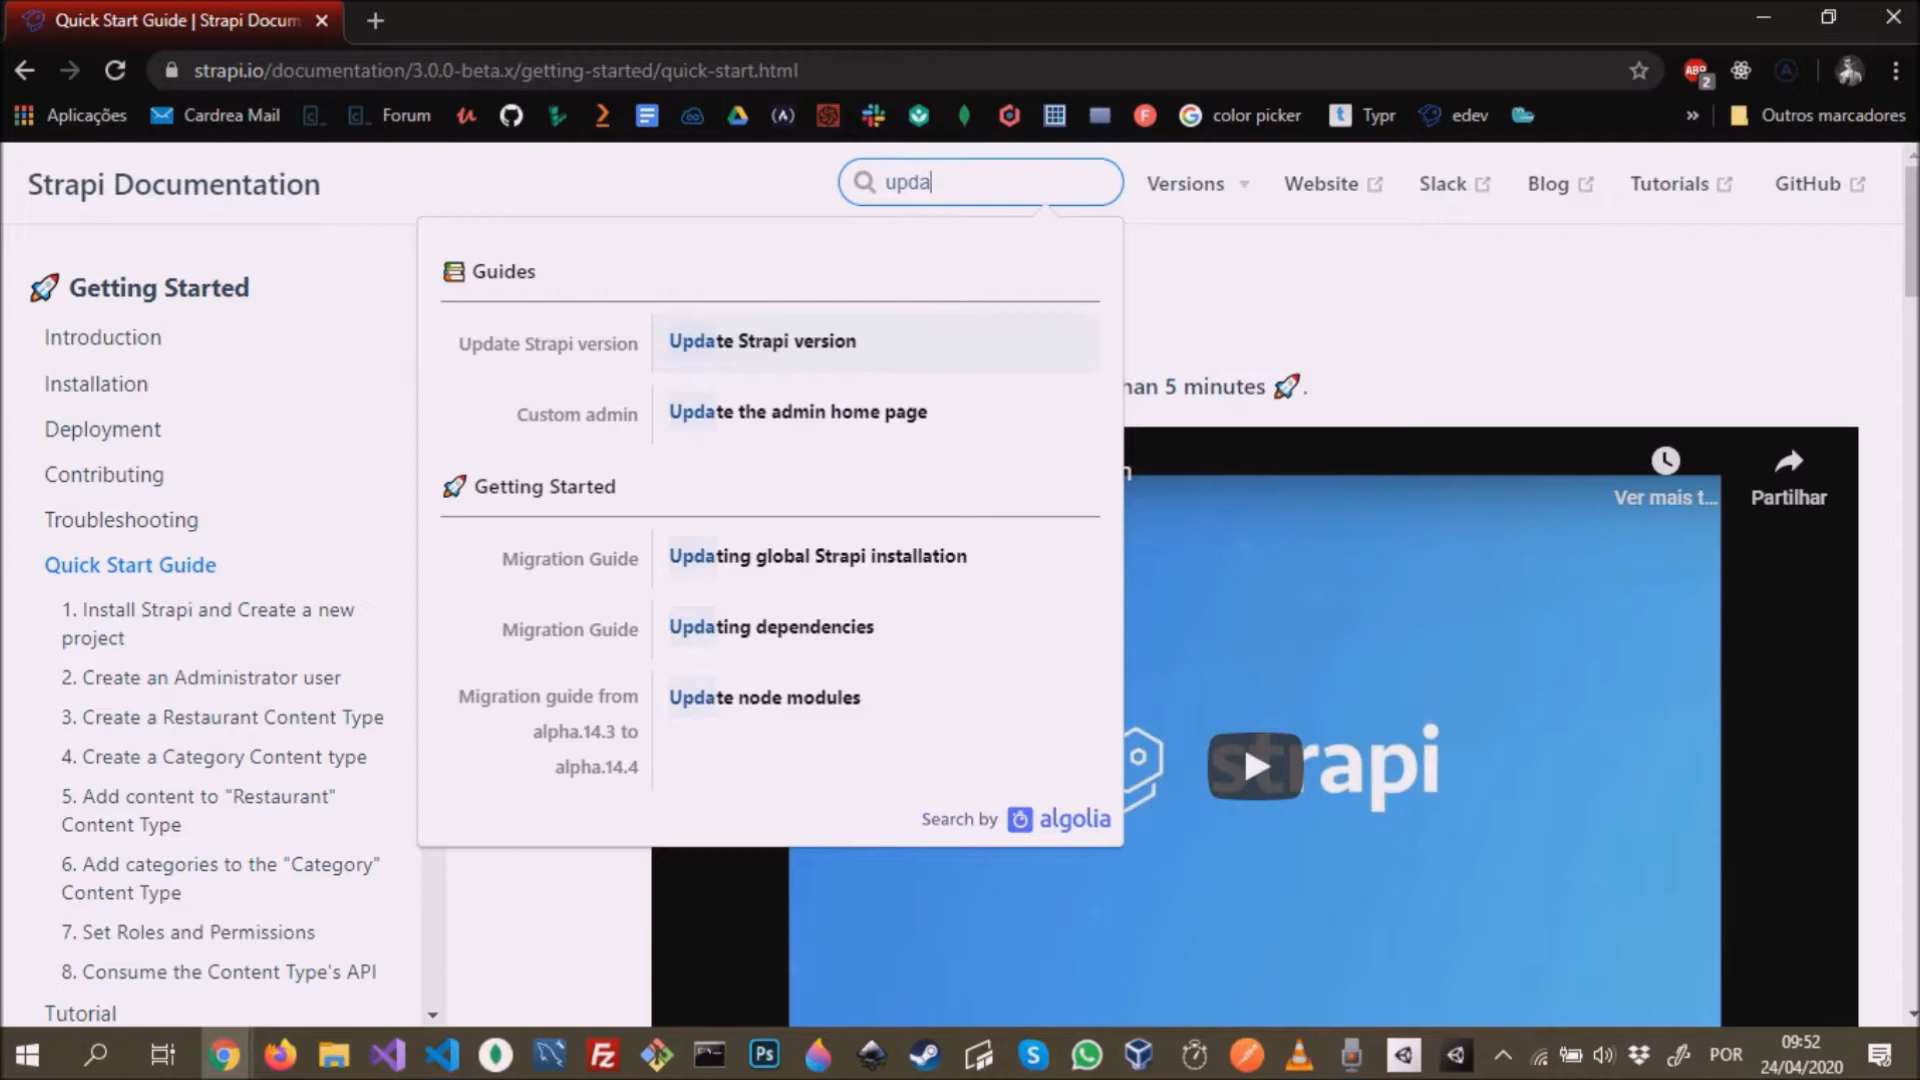 Quick Start Guide | Strapi Docum
strapi.io/documentation/3.0.0-beta.x/getting-started/quick-start.html
ABP
2
Aplicações
Cardrea Mail
Forum
color picker
Typr
edev
»
Outros marcadores
Strapi Documentation
upda
Versions
Website
Slack
Blog
Tutorials
GitHub
Getting Started
Introduction
Installation
Deployment
Contributing
Troubleshooting
Quick Start Guide
1. Install Strapi and Create a new
project
2. Create an Administrator user
3. Create a Restaurant Content Type
4. Create a Category Content type
5. Add content to "Restaurant"
Content Type
6. Add categories to the "Category"
Content Type
7. Set Roles and Permissions
8. Consume the Content Type's API
Tutorial
Guides
Update Strapi version
Update Strapi version
Custom admin
Update the admin home page
Getting Started
Migration Guide
Updating global Strapi installation
Migration Guide
Updating dependencies
Migration guide from
alpha.14.3 to
alpha.14.4
Update node modules
Search by algolia
han 5 minutes
Ver mais t...
Partilhar
strapi
Fz
Ps
POR
09:52
24/04/2020